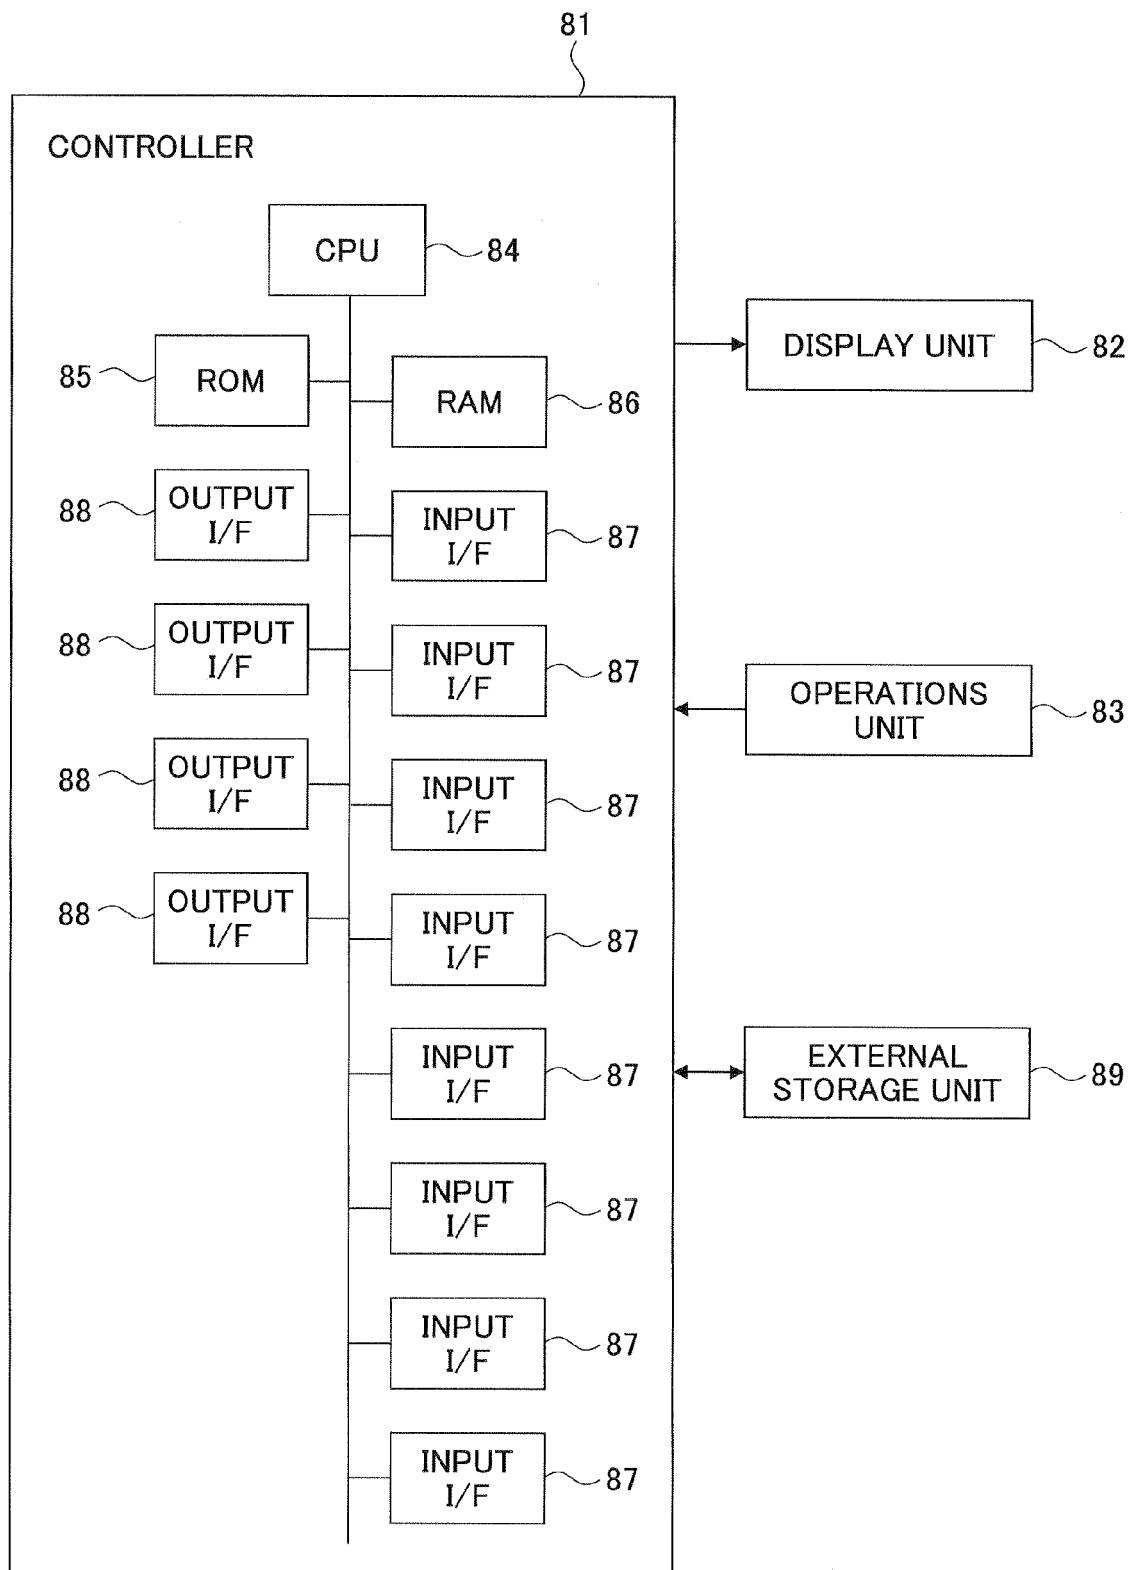 81
CONTROLLER
CPU
84
85
ROM
RAM
86
DISPLAY UNIT
82
88
OUTPUT
I/F
INPUT
I/F
87
88
OUTPUT
I/F
INPUT
I/F
87
OPERATIONS
UNIT
83
88
OUTPUT
I/F
INPUT
I/F
87
88
OUTPUT
I/F
INPUT
I/F
87
INPUT
I/F
87
EXTERNAL
STORAGE UNIT
89
INPUT
I/F
87
INPUT
I/F
87
INPUT
I/F
87